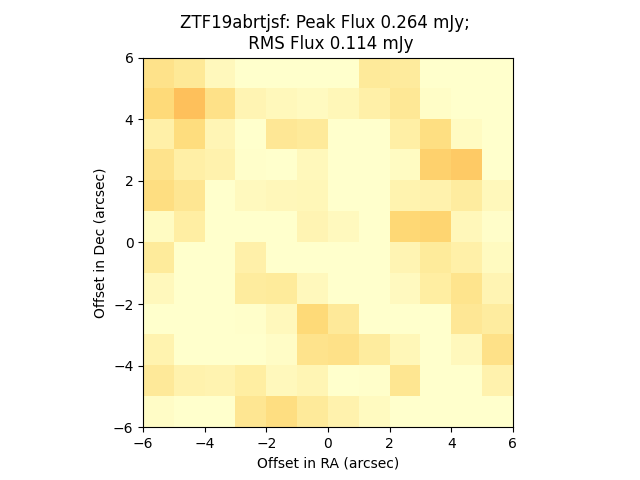 ZTF19abrtjsf: Peak Flux 0.264 mJy;
RMS Flux 0.114 mJy
6
4
2
0
−2
−4
−6
Offset in Dec (arcsec)
−6 −4 −2 0 2 4 6
Offset in RA (arcsec)